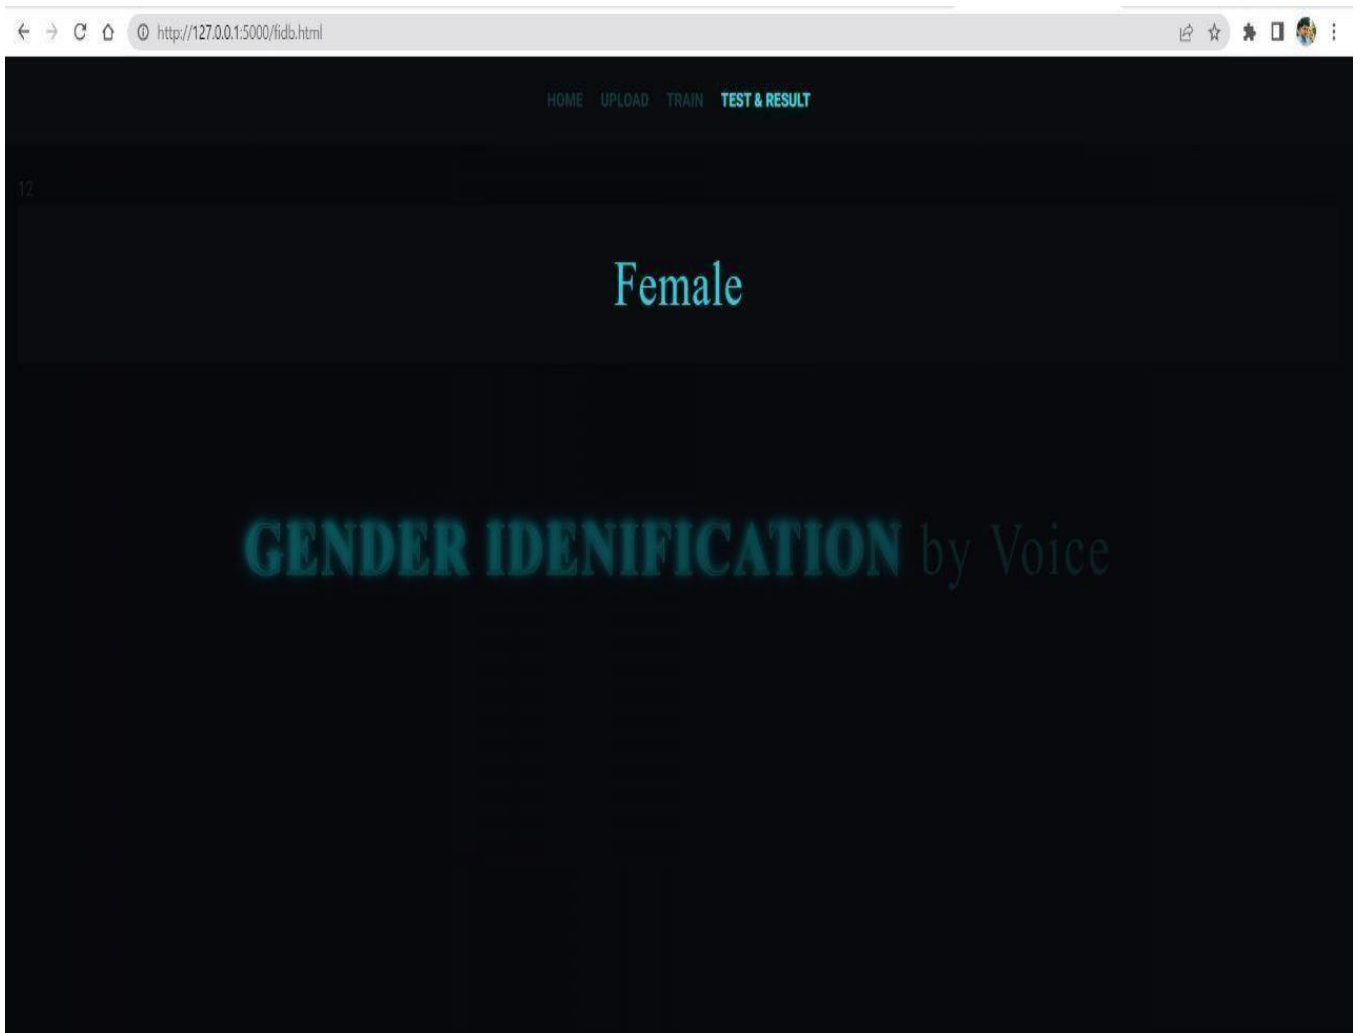 http://127.0.0.1:5000/fidb.html
HOME UPLOAD TRAIN TEST & RESULT
12
Female
GENDER IDENIFICATION by Voice